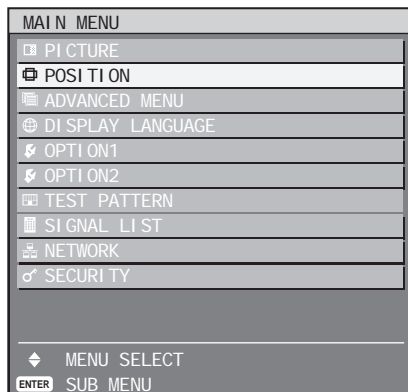 MAIN MENU
PICTURE
POSITION
ADVANCED MENU
DISPLAY LANGUAGE
OPTION1
OPTION2
TEST PATTERN
SIGNAL LIST
NETWORK
SECURITY
MENU SELECT
ENTER SUB MENU